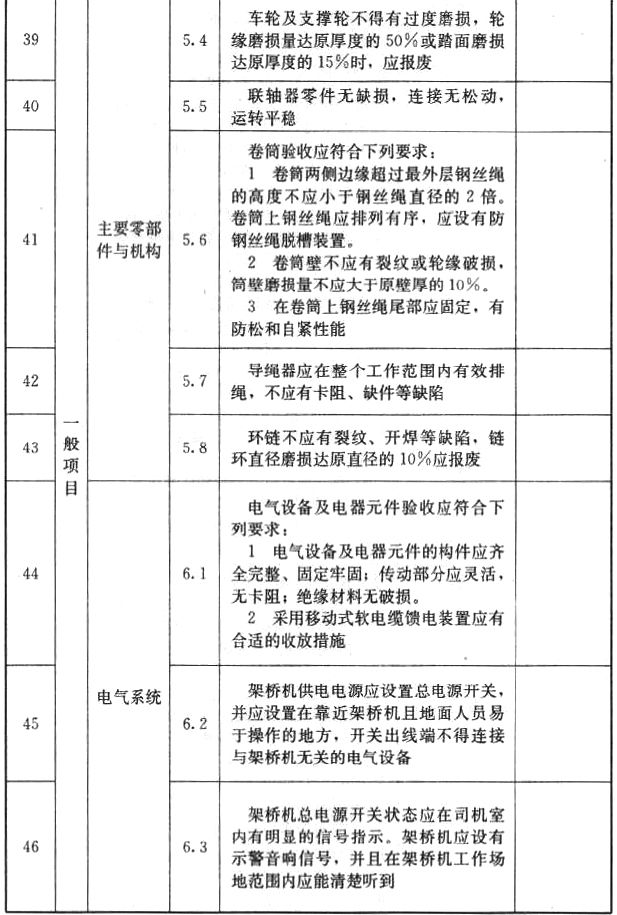 39
5.4
车轮及支撑轮不得有过度磨损，轮
缘磨损量达原厚度的50%或踏面磨损
达原厚度的15%时，应报废
40
5.5
联轴器零件无缺损，连接无松动，
运转平稳
主要零部
件与机构
41
5.6
卷筒验收应符合下列要求：
1 卷筒两侧边缘超过最外层钢丝绳
的高度不应小于钢丝绳直径的2倍。
卷筒上钢丝绳应排列有序，应设有防
钢丝绳脱槽装置。
2 卷筒壁不应有裂纹或轮缘破损，
筒壁磨损量不应大于原壁厚的10%。
3 在卷筒上钢丝绳尾部应固定，有
防松和自紧性能
42
5.7
导绳器应在整个工作范围内有效排
绳，不应有卡阻、缺件等缺陷
一般项目
43
5.8
环链不应有裂纹、开焊等缺陷，链
环直径磨损达原直径的10%应报废
44
6.1
电气设备及电器元件验收应符合下
列要求：
1 电气设备及电器元件的构件应齐
全完整、固定牢固；传动部分应灵活，
无卡阻；绝缘材料无破损。
2 采用移动式软电缆馈电装置应有
合适的收放措施
电气系统
45
6.2
架桥机供电电源应设置总电源开关，
并应设置在靠近架桥机且地面人员易
于操作的地方，开关出线端不得连接
与架桥机无关的电气设备
46
6.3
架桥机总电源开关状态应在司机室
内有明显的信号指示。架桥机应设有
示警音响信号，并且在架桥机工作场
地范围内应能清楚听到